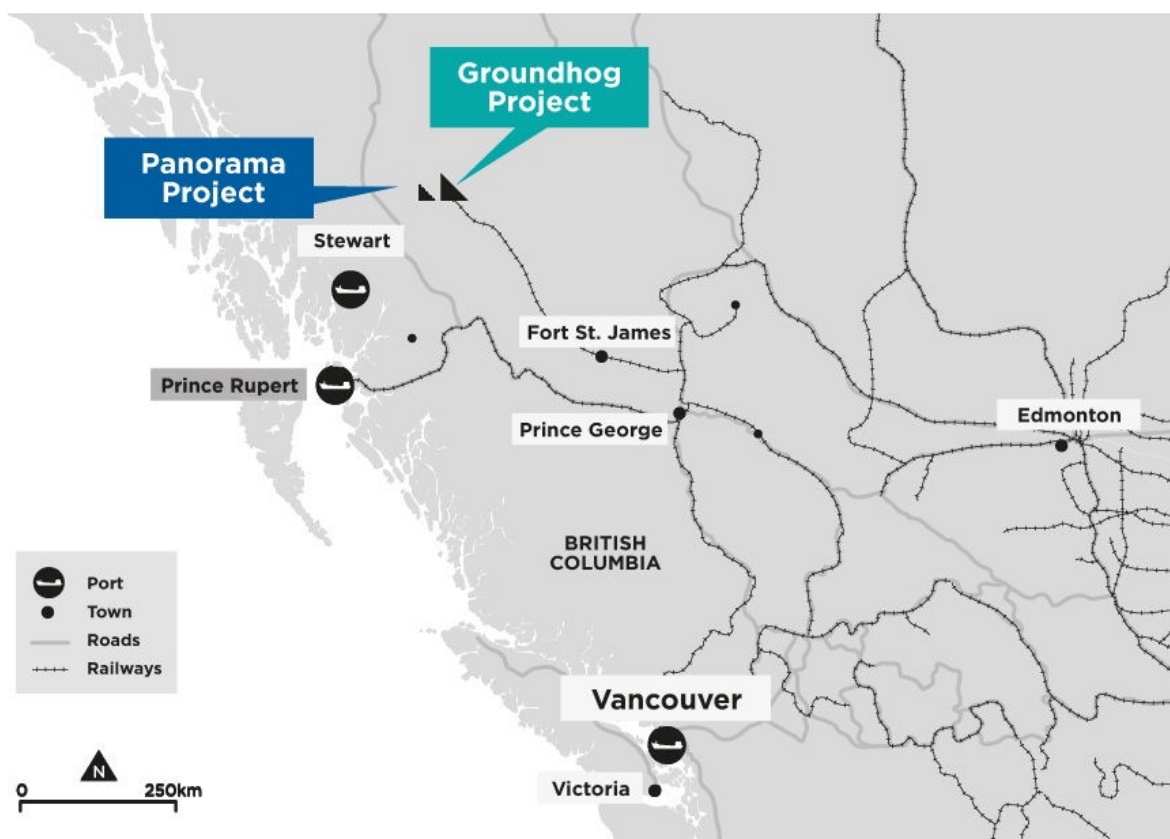 Groundhog
Project
Panorama
Project
Stewart
Fort St. James
Prince Rupert
Prince George
Edmonton
BRITISH
COLUMBIA
Port
Town
Roads
Railways
Vancouver
Victoria
N
0 250km